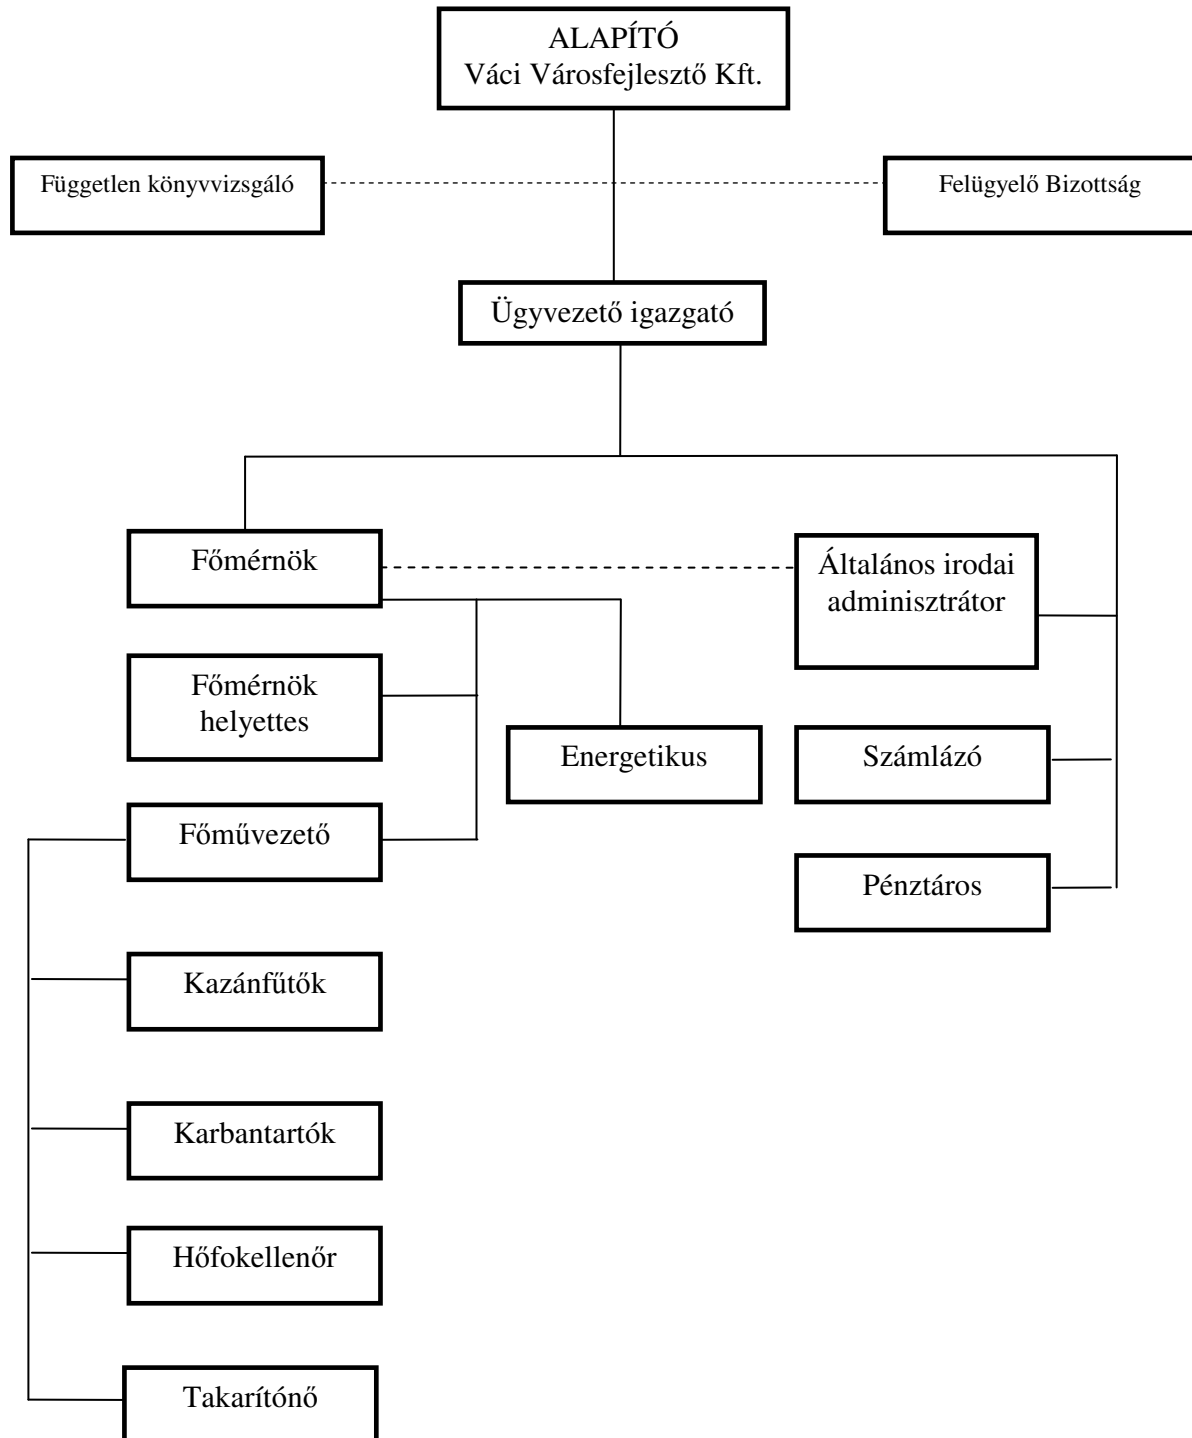 ALAPÍTÓ
Váci Városfejlesztő Kft.
Független könyvvizsgáló
Felügyelő Bizottság
Ügyvezető igazgató
Főmérnök
Általános irodai
adminisztrátor
Főmérnök
helyettes
Energetikus
Számlázó
Főművezető
Pénztáros
Kazánfűtők
Karbantartók
Hőfokellenőr
Takarítónő